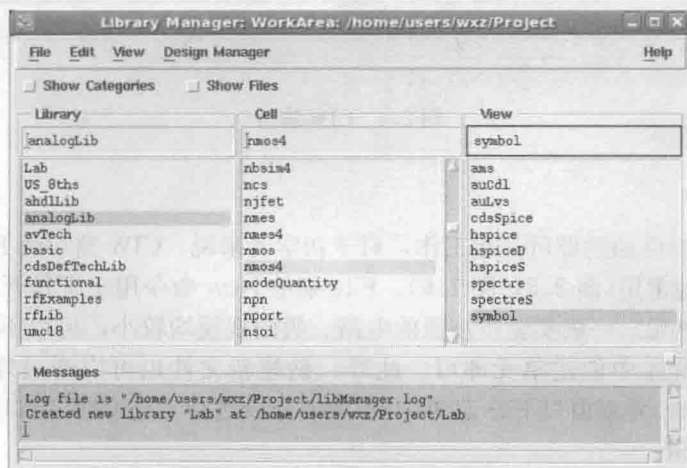 Library Manager: WorkArea: /home/users/wxz/Project
File Edit View Design Manager Help
Show Categories Show Files
Library
analogLib
Lab
US_8ths
ahdlLib
analogLib
avTech
basic
cdsDefTechLib
functional
rfExamples
rfLib
umc18
Cell
nmos4
nbsim4
ncs
njfet
nmes
nmes4
nmos
nmos4
nodeQuantity
npn
nport
nsoi
View
symbol
ams
auCdl
auLvs
cdsSpice
hspice
hspiceD
hspiceS
spectre
spectreS
symbol
Messages
Log file is "/home/users/wxz/Project/libManager.log".
Created new library "Lab" at /home/users/wxz/Project/Lab